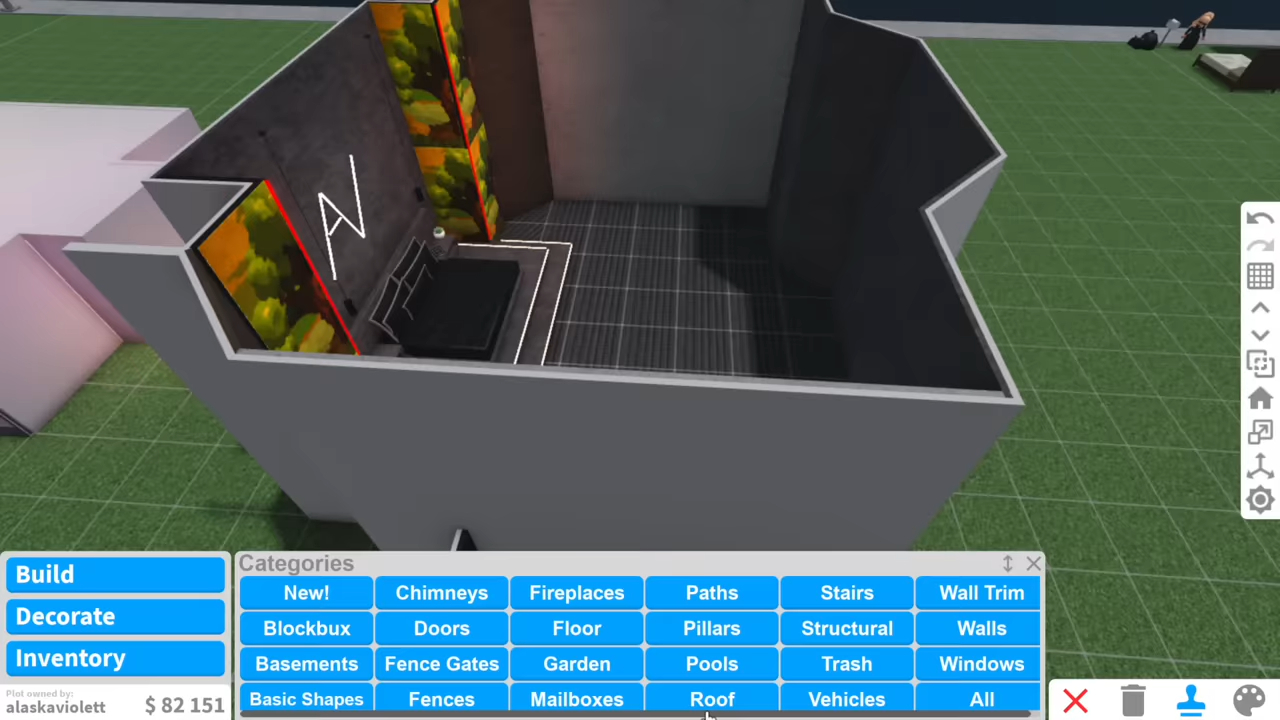 AV
Build
Decorate
Inventory
Plot owned by:
alaskaviolett
$ 82 151
Categories
New! Chimneys Fireplaces Paths Stairs Wall Trim
Blockbux Doors Floor Pillars Structural Walls
Basements Fence Gates Garden Pools Trash Windows
Basic Shapes Fences Mailboxes Roof Vehicles All